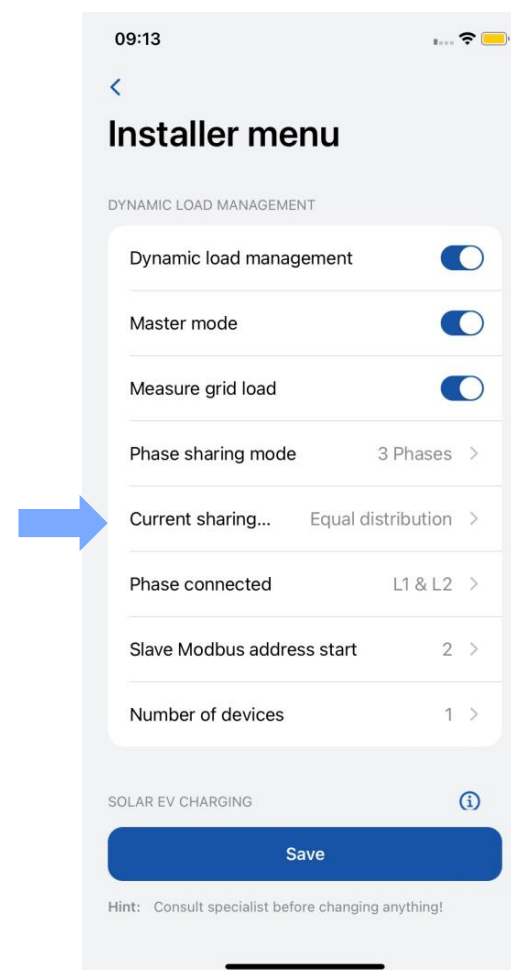 09:13
Installer menu
DYNAMIC LOAD MANAGEMENT
Dynamic load management
Master mode
Measure grid load
Phase sharing mode 3 Phases
Current sharing... Equal distribution
Phase connected L1 & L2
Slave Modbus address start 2
Number of devices 1
SOLAR EV CHARGING
Save
Hint: Consult specialist before changing anything!